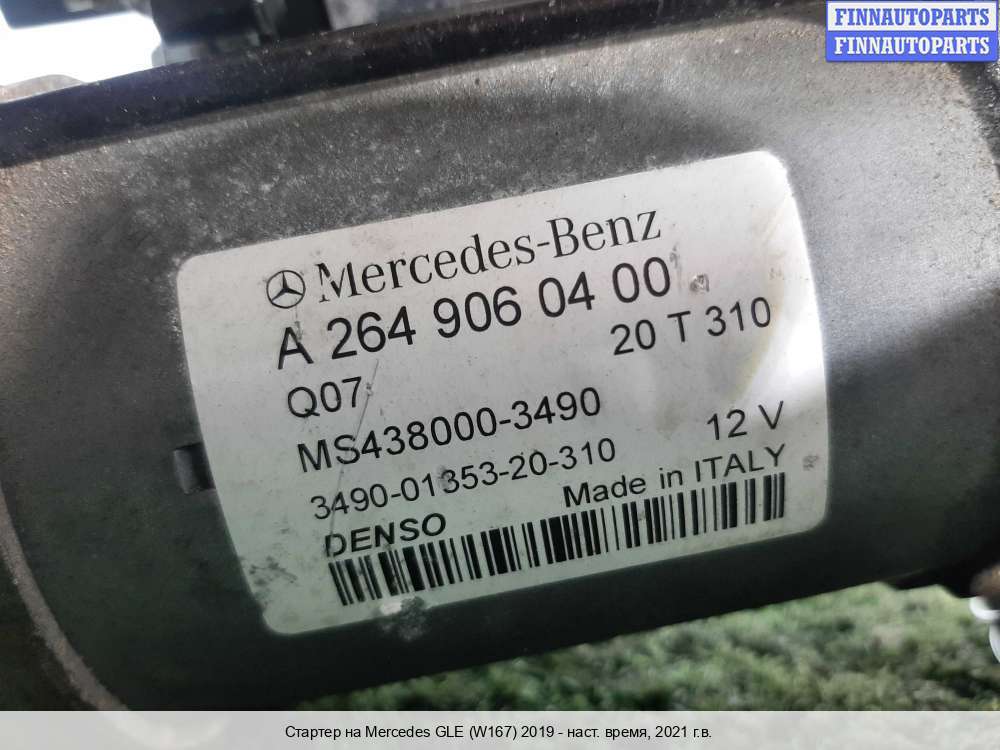 FINNAUTOPARTS
FINNAUTOPARTS
Mercedes-Benz
A 264 906 04 00
Q07 20 T 310
MS438000-3490 12 V
3490-01353-20-310
DENSO Made in ITALY
Стартер на Mercedes GLE (W167) 2019 - наст. время, 2021 г.в.